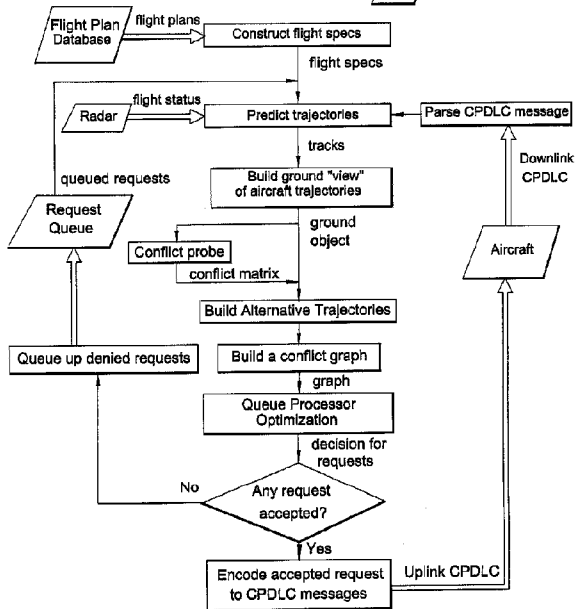 Flight Plan
Database
flight plans
Construct flight specs
flight specs
Radar
flight status
Predict trajectories
Parse CPDLC message
tracks
Downlink
CPDLC
Build ground "view"
of aircraft trajectories
queued requests
Request
Queue
ground
object
Conflict probe
conflict matrix
Aircraft
Build Alternative Trajectories
Queue up denied requests
Build a conflict graph
graph
Queue Processor
Optimization
decision for
requests
No
Any request
accepted?
Yes
Encode accepted request
to CPDLC messages
Uplink CPDLC